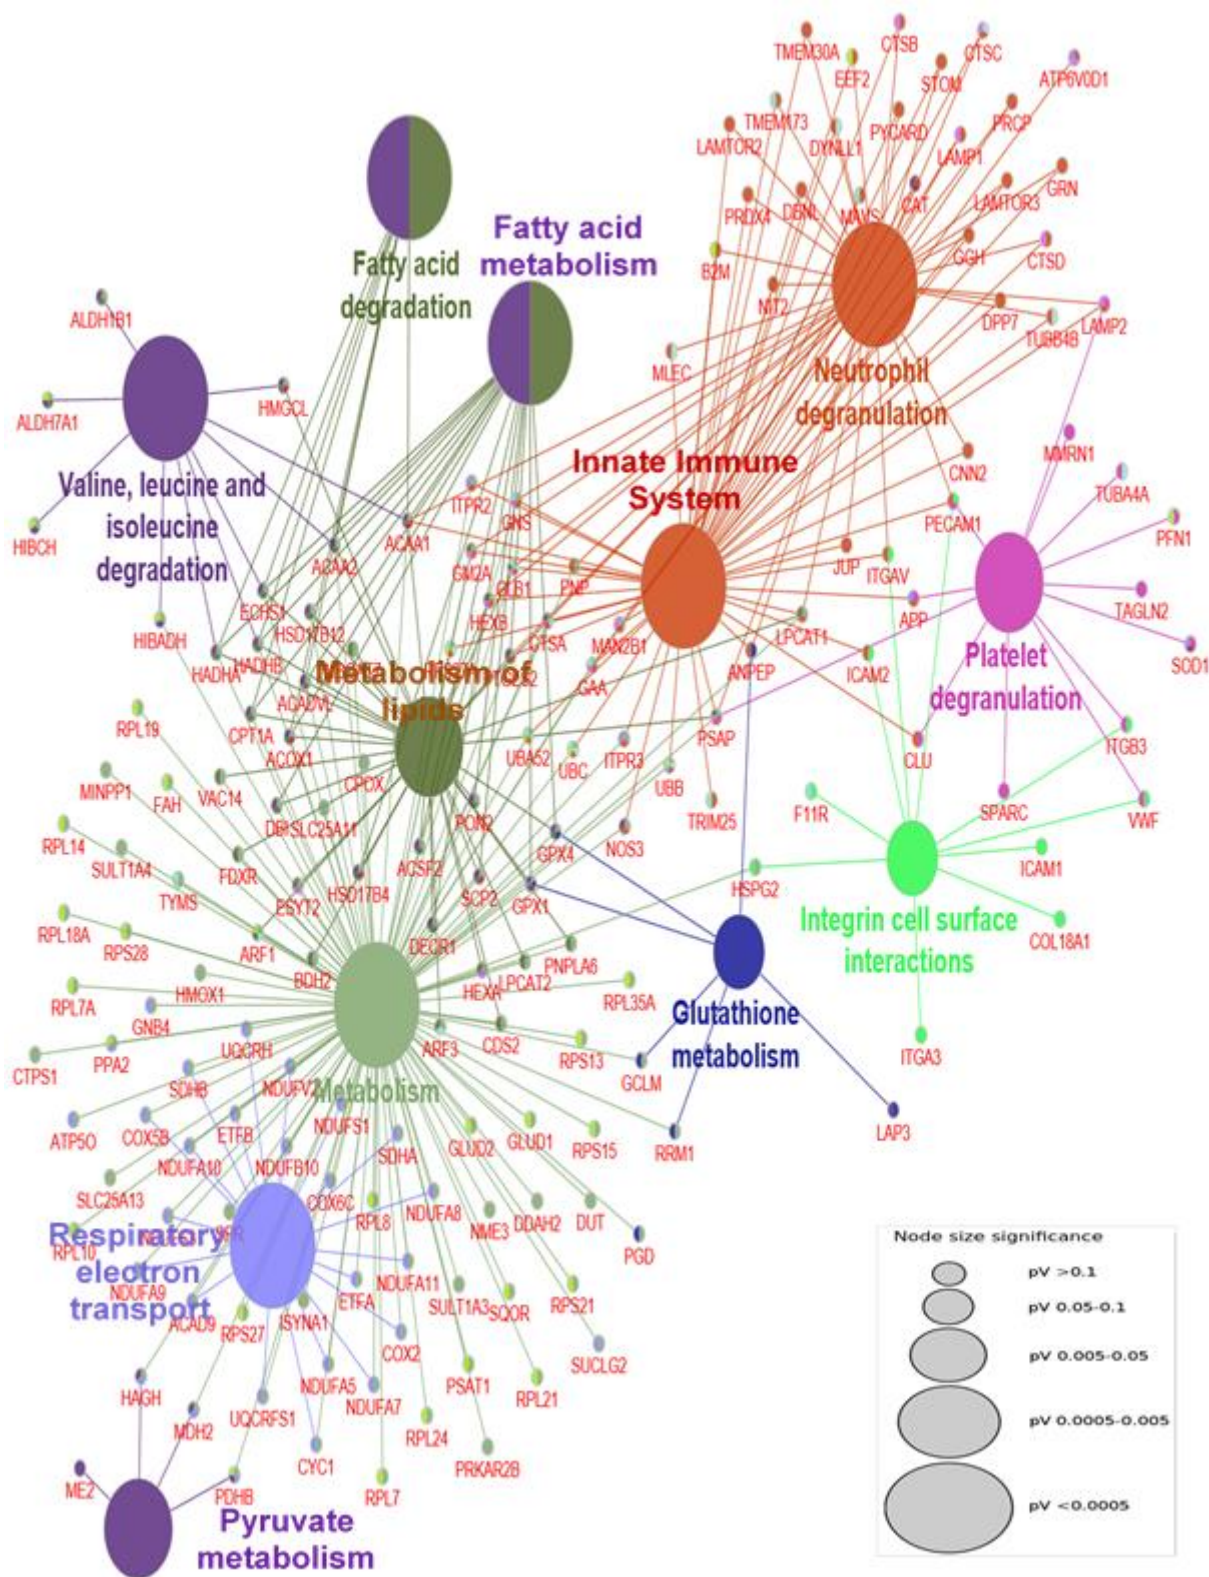 TMEM30A
CTSB
CTSC
EEF2
STOM
ATP6V0D1
TMEM173
PYCARD
PRCP
LAMTOR2
DYNLL1
LAMP1
GRN
PRDX4
DBNL
MAVS
CAT
LAMTOR3
B2M
GGH
CTSD
NIT2
DPP7
TUBB4B
LAMP2
MLEC
Neutrophil
degranulation
Fatty acid
degradation
Fatty acid
metabolism
ALDH1B1
ALDH7A1
HMGCL
HIBCH
Valine, leucine and
isoleucine
degradation
HIBADH
Innate Immune
System
CNN2
MMRN1
TUBA4A
PECAM1
PFN1
ITPR2
GNS
ACAA1
ACAA2
GM2A
GLB1
PNP
JUP
ITGAV
TAGLN2
ECHS1
HEXB
APP
HSD17B12
CTSA
MAN2B1
LPCAT1
HADHA
HADHB
GAA
ANPEP
ICAM2
SOD1
Platelet
degranulation
Metabolism of
lipids
ACADVL
CPT1A
ACOX1
PSAP
ITGB3
CLU
RPL19
UBA52
UBC
ITPR3
UBB
MINPP1
FAH
VAC14
CPOX
TRIM25
F11R
SPARC
VWF
SLC25A11
PON2
RPL14
SULT1A4
FDXR
ACSF2
GPX4
NOS3
ICAM1
HSPG2
TYMS
ESYT2
HSD17B4
SCP2
GPX1
RPL18A
RPS28
ARF1
DECR1
COL18A1
Integrin cell surface
interactions
BDH2
PNPLA6
LPCAT2
HEXA
RPL7A
HMOX1
RPL35A
GNB4
Glutathione
metabolism
UQCRH
ARF3
CDS2
RPS13
ITGA3
CTPS1
PPA2
SDHB
NDUFV2
GCLM
Metabolism
ATP5O
COX5B
ETFB
NDUFS1
GLUD2
GLUD1
RPS15
RRM1
LAP3
NDUFA10
NDUFB10
SDHA
SLC25A13
COX6C
RPL8
NDUFA8
NME3
DDAH2
DUT
PGD
RPL10
Respiratory
electron
transport
NDUFA9
NDUFA11
ETFA
SULT1A3
SQOR
RPS21
ACAD9
RPS27
ISYNA1
COX2
SUCLG2
HAGH
NDUFA5
NDUFA7
PSAT1
RPL21
MDH2
UQCRFS1
RPL24
CYC1
PRKAR2B
ME2
PDHB
RPL7
Pyruvate
metabolism
Node size significance
pV >0.1
pV 0.05-0.1
pV 0.005-0.05
pV 0.0005-0.005
pV <0.0005